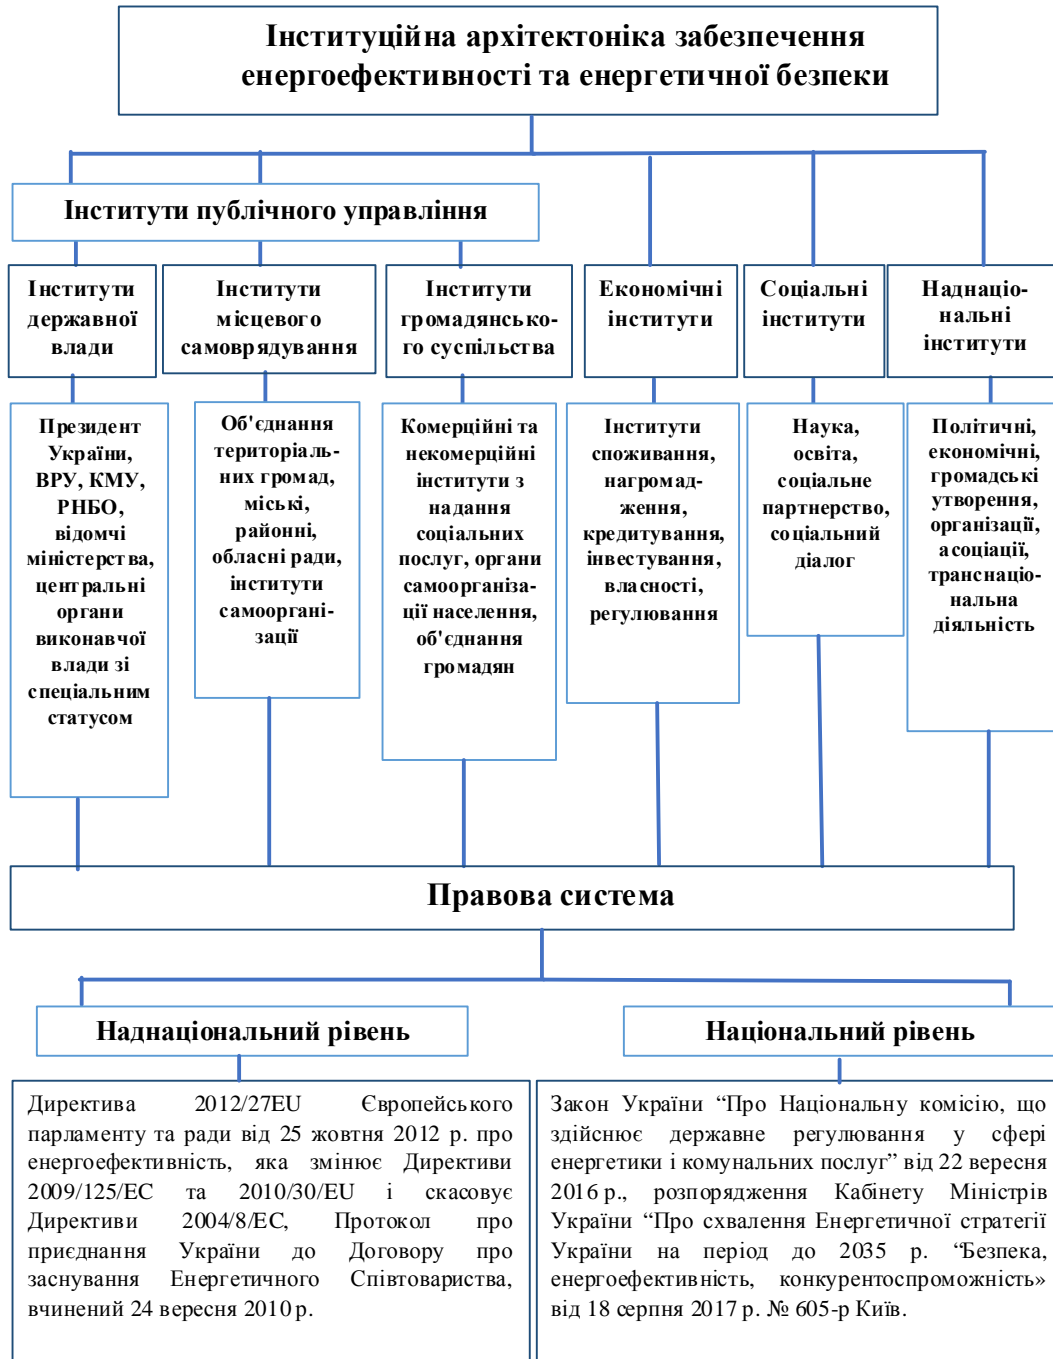 Інституційна архітектоніка забезпечення
енергоефективності та енергетичної безпеки
Інститути публічного управління
Інститути
державної
влади
Інститути
місцевого
самоврядування
Інститути
громадянсько-
го суспільства
Економічні
інститути
Соціальні
інститути
Наднаціо-
нальні
інститути
Президент
України,
ВРУ, КМУ,
РНБО,
відомчі
міністерства,
центральні
органи
виконавчої
влади зі
спеціальним
статусом
Об'єднання
територіаль-
них громад,
міські,
районні,
обласні ради,
інститути
самооргані-
зації
Комерційні та
некомерційні
інститути з
надання
соціальних
послуг, органи
самоорганіза-
ції населення,
об'єднання
громадян
Інститути
споживання,
нагромад-
ження,
кредитування,
інвестування,
власності,
регулювання
Наука,
освіта,
соціальне
партнерство,
соціальний
діалог
Політичні,
економічні,
громадські
утворення,
організації,
асоціації,
транснаціо-
нальна
діяльність
Правова система
Наднаціональний рівень
Національний рівень
Директива 2012/27EU Європейського
парламенту та ради від 25 жовтня 2012 р. про
енергоефективність, яка змінює Директиви
2009/125/EC та 2010/30/EU і скасовує
Директиви 2004/8/EC, Протокол про
приєднання України до Договору про
заснування Енергетичного Співтовариства,
вчинений 24 вересня 2010 р.
Закон України “Про Національну комісію, що
здійснює державне регулювання у сфері
енергетики і комунальних послуг” від 22 вересня
2016 р., розпорядження Кабінету Міністрів
України “Про схвалення Енергетичної стратегії
України на період до 2035 р. “Безпека,
енергоефективність, конкурентоспроможність»
від 18 серпня 2017 р. № 605-р Київ.